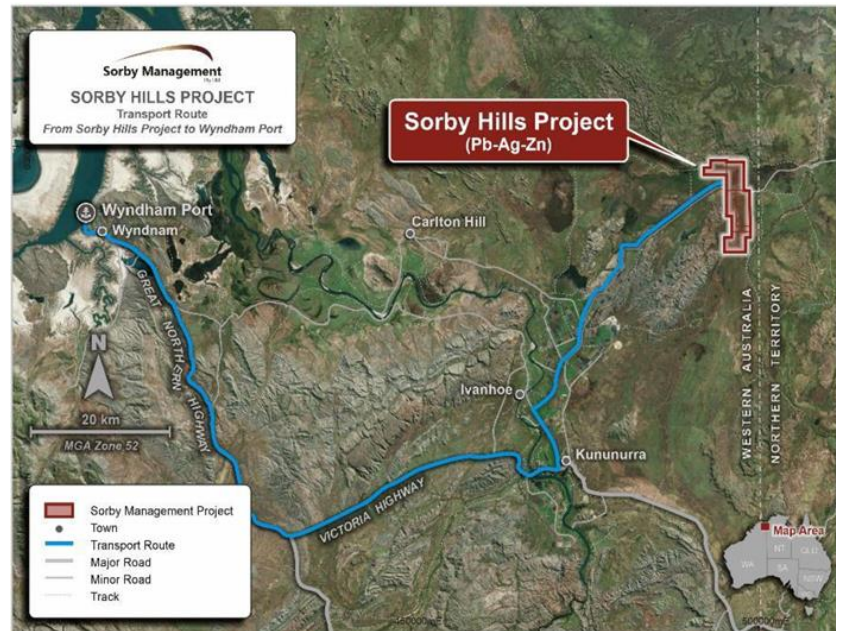 Sorby Management
Pty Ltd
SORBY HILLS PROJECT
Transport Route
From Sorby Hills Project to Wyndham Port
Sorby Hills Project
(Pb-Ag-Zn)
Wyndham Port
Wyndnam
Carlton Hill
GREAT NORTHERN HIGHWAY
N
20 km
MGA Zone 52
Ivanhoe
Kununurra
VICTORIA HIGHWAY
WESTERN AUSTRALIA
NORTHERN TERRITORY
Sorby Management Project
Town
Transport Route
Major Road
Minor Road
Track
Map Area
WA
NT
QLD
SA
NSW
500000mE